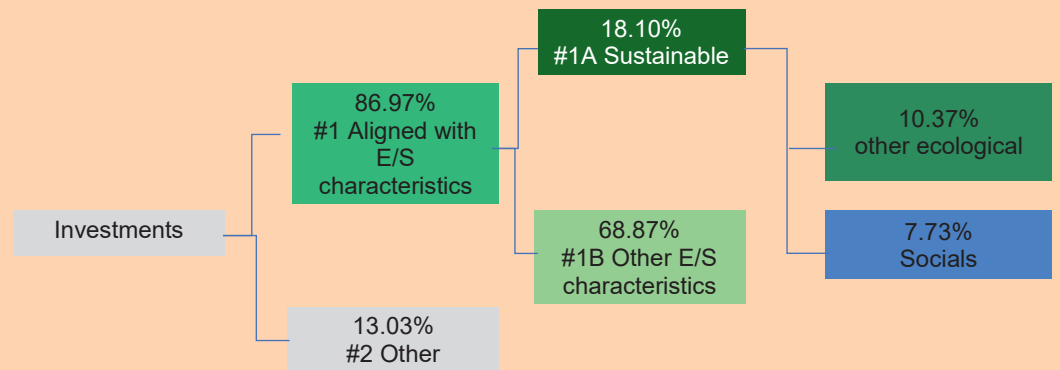 18.10%
#1A Sustainable
86.97%
#1 Aligned with
E/S
characteristics
10.37%
other ecological
Investments
68.87%
#1B Other E/S
characteristics
7.73%
Socials
13.03%
#2 Other